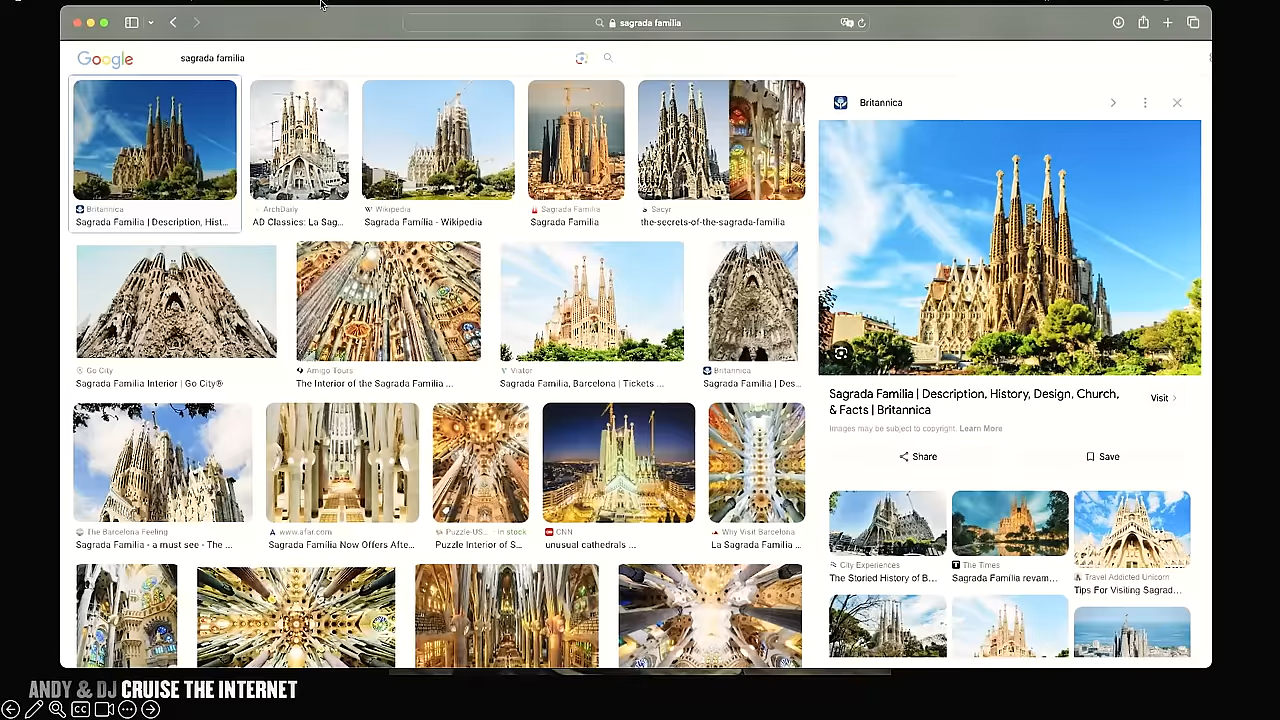 sagrada familia
Google
sagrada familia
Britannica
Sagrada Familia | Description, Hist...
ArchDaily
AD Classics: La Sag...
W Wikipedia
Sagrada Família - Wikipedia
Sagrada Familia
Sagrada Familia
Sacyr
the-secrets-of-the-sagrada-familia
Go City
Sagrada Familia Interior | Go City®
Amigo Tours
The Interior of the Sagrada Familia ...
Viator
Sagrada Familia, Barcelona | Tickets ...
Britannica
Sagrada Familia | Des...
The Barcelona Feeling
Sagrada Familia - a must see - The ...
www.afar.com
Sagrada Familia Now Offers Afte...
Puzzle-US... · In stock
Puzzle Interior of S...
CNN
unusual cathedrals ...
Why Visit Barcelona
La Sagrada Familia ...
Britannica
Sagrada Familia | Description, History, Design, Church,
& Facts | Britannica
Visit
Images may be subject to copyright. Learn More
Share
Save
City Experiences
The Storied History of B...
T The Times
Sagrada Familia revam...
Travel Addicted Unicorn
Tips For Visiting Sagrad...
ANDY & DJ CRUISE THE INTERNET
CC